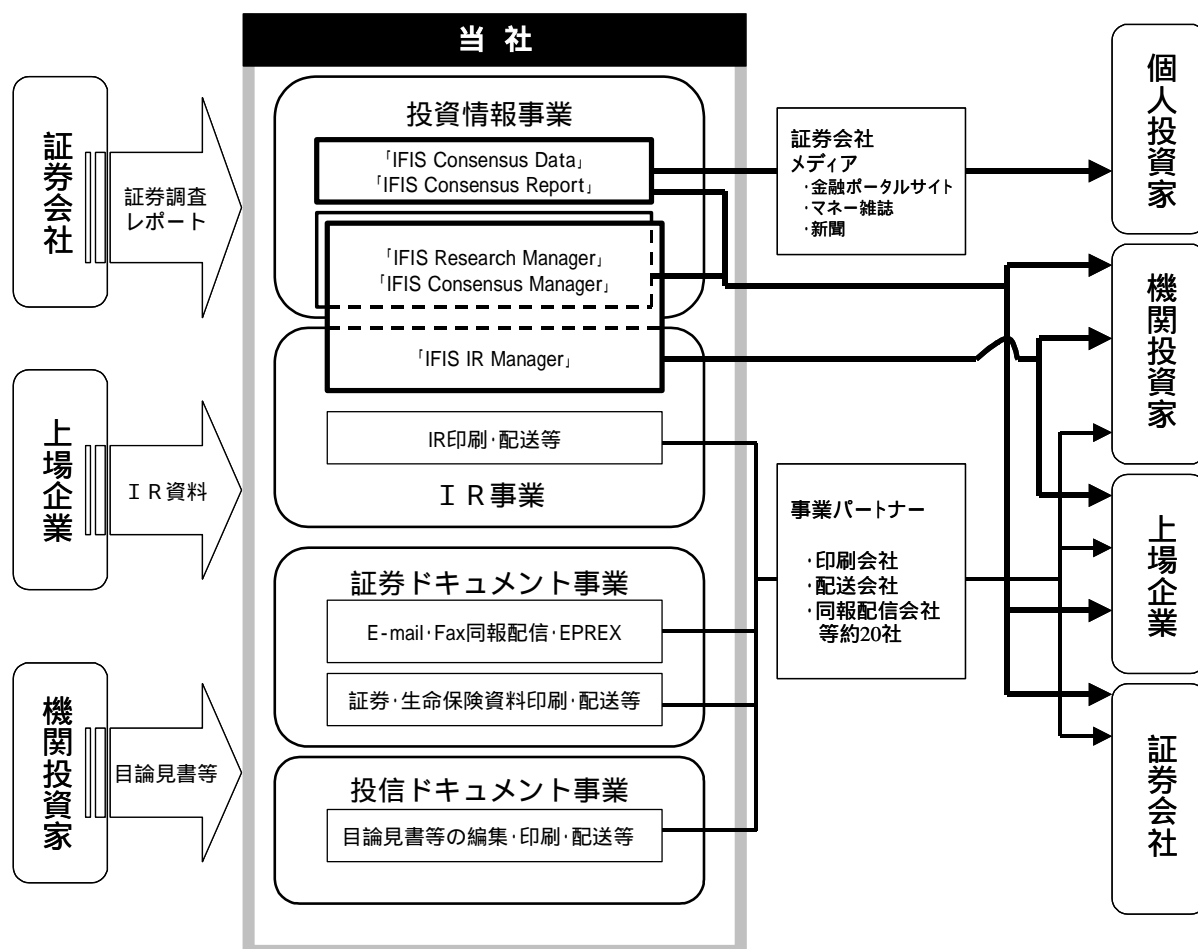 当 社
証券会社
証券調査
レポート
上場企業
ＩＲ資料
機関投資家
目論見書等
投資情報事業
「IFIS Consensus Data」
「IFIS Consensus Report」
「IFIS Research Manager」
「IFIS Consensus Manager」
「IFIS IR Manager」
IR印刷･配送等
ＩＲ事業
証券ドキュメント事業
E-mail･Fax同報配信･EPREX
証券･生命保険資料印刷･配送等
投信ドキュメント事業
目論見書等の編集･印刷･配送等
証券会社
メディア
･金融ポータルサイト
･マネー雑誌
･新聞
事業パートナー
･印刷会社
･配送会社
･同報配信会社
等約20社
個人投資家
機関投資家
上場企業
証券会社